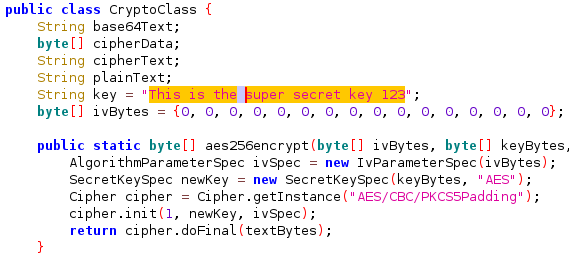 public class CryptoClass {
    String base64Text;
    byte[] cipherData;
    String cipherText;
    String plainText;
    String key = "This is the super secret key 123";
    byte[] ivBytes = {0, 0, 0, 0, 0, 0, 0, 0, 0, 0, 0, 0, 0, 0, 0, 0};
    public static byte[] aes256encrypt(byte[] ivBytes, byte[] keyBytes,
        AlgorithmParameterSpec ivSpec = new IvParameterSpec(ivBytes);
        SecretKeySpec newKey = new SecretKeySpec(keyBytes, "AES");
        Cipher cipher = Cipher.getInstance("AES/CBC/PKCS5Padding");
        cipher.init(1, newKey, ivSpec);
        return cipher.doFinal(textBytes);
    }